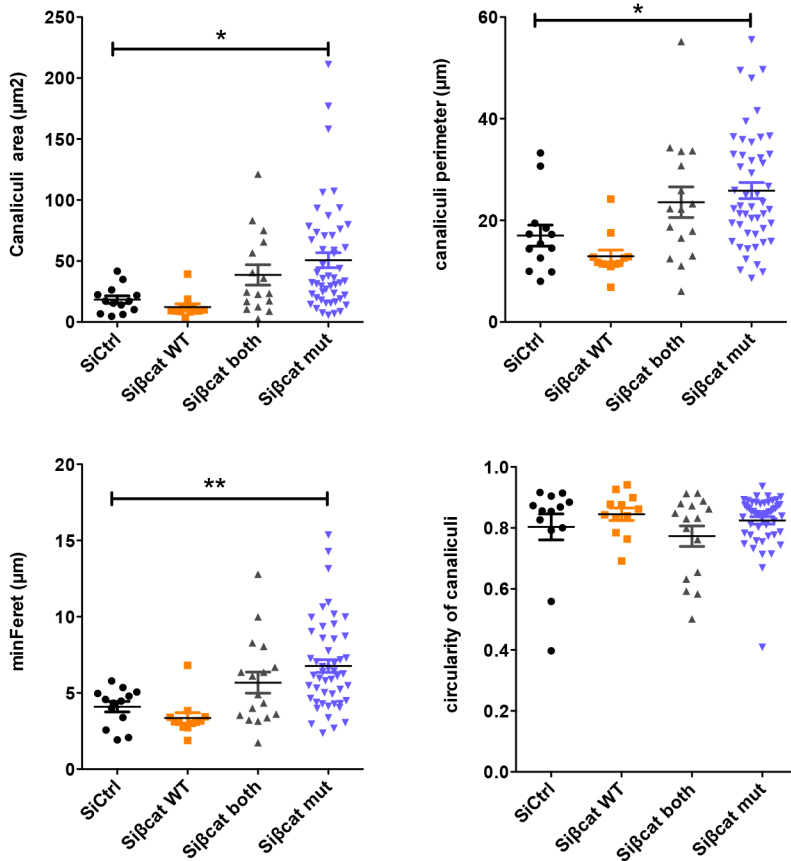 Canaliculi area (µm2)
250
200
150
100
50
0
*
SiCtrl
Siβcat WT
Siβcat both
Siβcat mut
canaliculi perimeter (µm)
60
40
20
0
*
SiCtrl
Siβcat WT
Siβcat both
Siβcat mut
minFeret (µm)
20
15
10
5
0
**
SiCtrl
Siβcat WT
Siβcat both
Siβcat mut
circularity of canaliculi
1.0
0.8
0.6
0.4
0.2
0.0
SiCtrl
Siβcat WT
Siβcat both
Siβcat mut